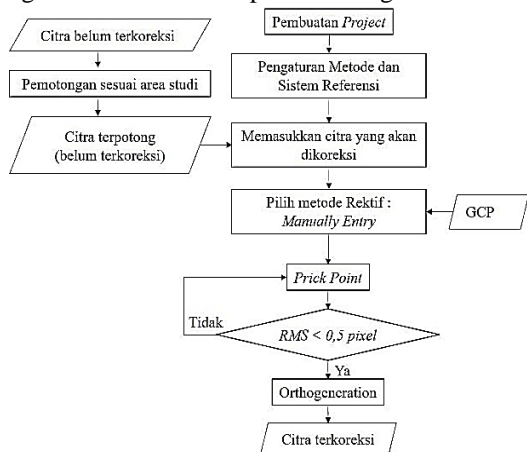 Citra belum terkoreksi
Pemotongan sesuai area studi
Citra terpotong
(belum terkoreksi)
Pembuatan Project
Pengaturan Metode dan
Sistem Referensi
Memasukkan citra yang akan
dikoreksi
Pilih metode Rektif :
Manually Entry
GCP
Prick Point
Tidak
RMS < 0,5 pixel
Ya
Orthogeneration
Citra terkoreksi